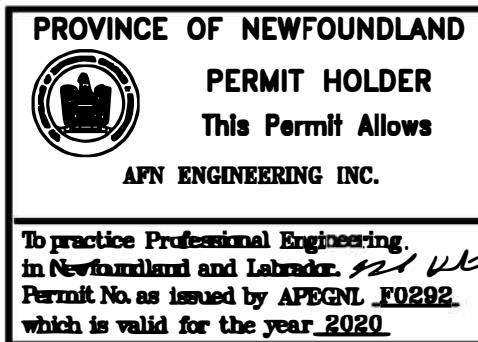 PROVINCE OF NEWFOUNDLAND
PERMIT HOLDER
This Permit Allows
AFN ENGINEERING INC.
To practice Professional Engineering.
in Newfoundland and Labrador.
Permit No. as issued by APEGNL F0292
which is valid for the year 2020